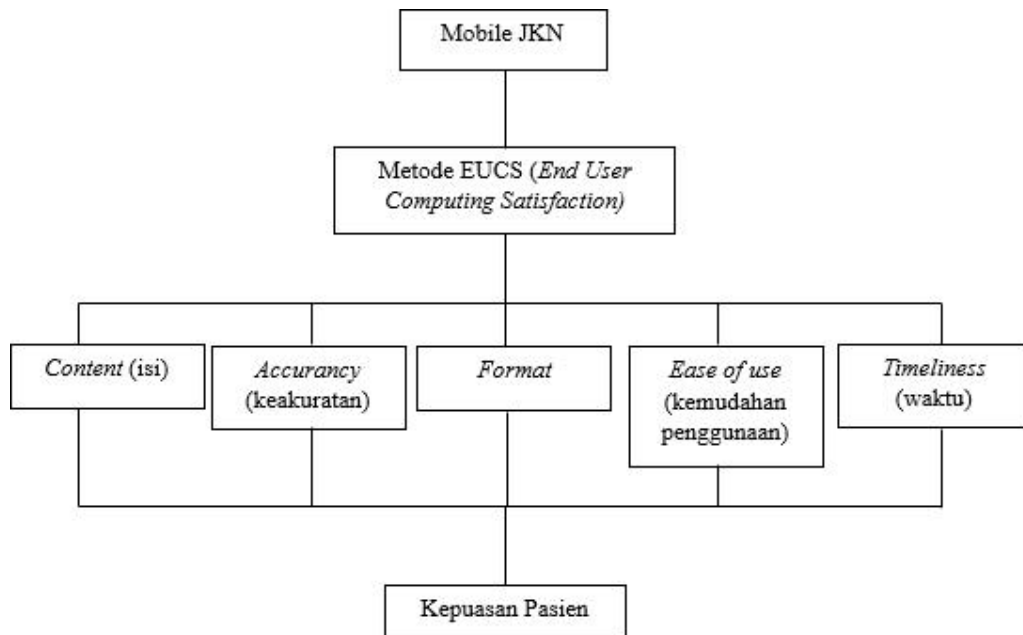 Mobile JKN
Metode EUCS (End User
Computing Satisfaction)
Content (isi)
Accurancy
(keakuratan)
Format
Ease of use
(kemudahan
penggunaan)
Timeliness
(waktu)
Kepuasan Pasien